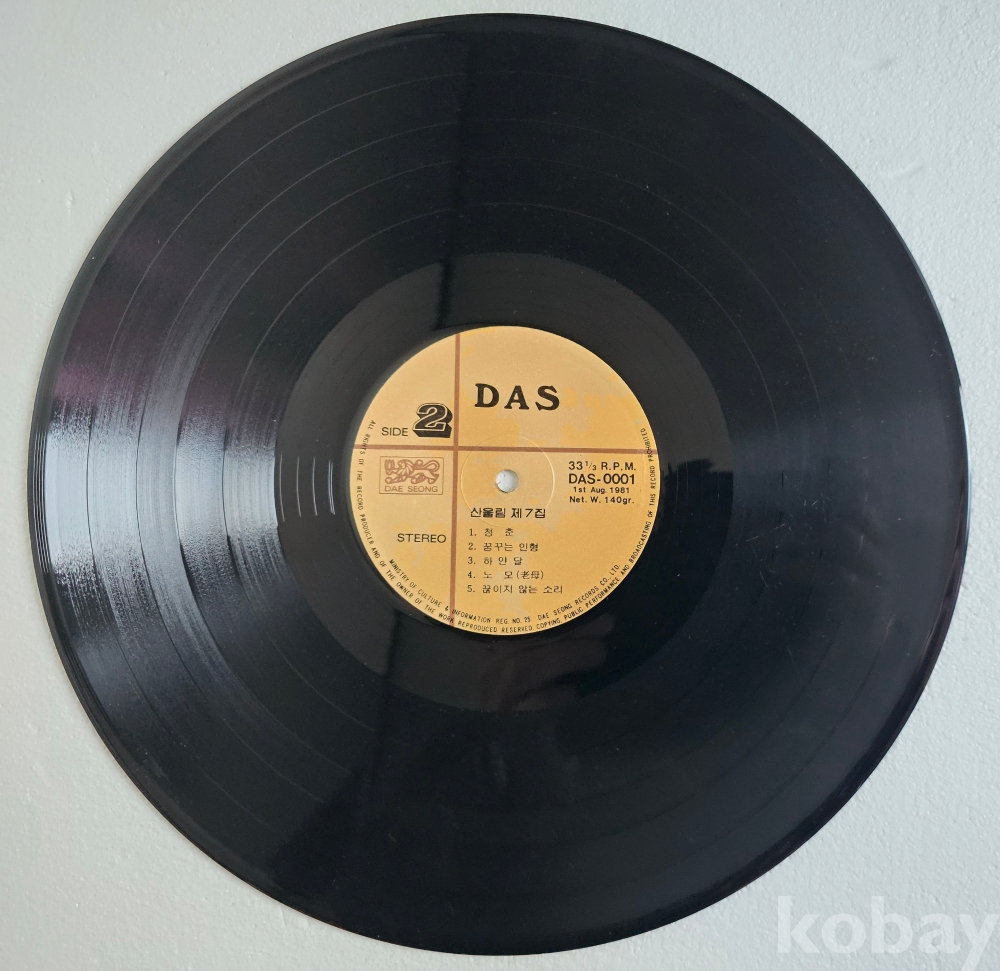 DAS
SIDE 2
33 1/3 R.P.M.
DAS-0001
1st Aug. 1981
Net. W. 140gr.
DAE SEONG
STEREO
산울림 제7집
1. 청 춘
2. 꿈꾸는 인형
3. 하 얀 달
4. 노 모 (老母)
5. 끊이지 않는 소리
MINISTRY OF CULTURE & INFORMATION REG. NO. 25 DAE SEONG RECORDS CO. LTD.
ALL RIGHTS OF THE RECORD PRODUCER AND OF THE OWNER OF THE WORK REPRODUCED RESERVED COPYING PUBLIC PERFORMANCE AND BROADCASTING OF THIS RECORD PROHIBITED
kobay